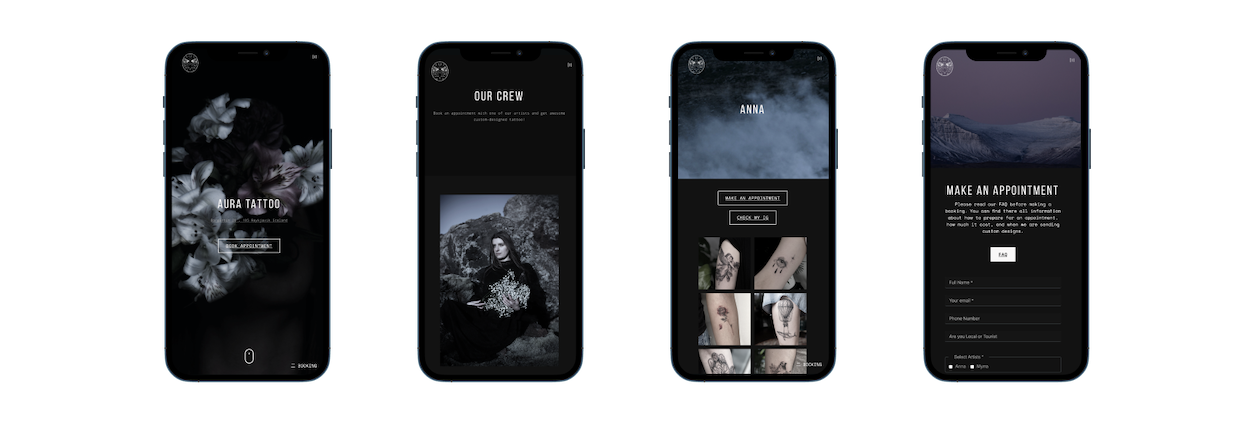 AURA TATTOO
BOOK APPOINTMENT
BOOKING
OUR CREW
Book an appointment with one of our artists and get awesome
custom-designed tattoo!
ANNA
MAKE AN APPOINTMENT
CHECK MY IG
BOOKING
MAKE AN APPOINTMENT
Please read our FAQ before making a
booking. You can find there all information
about how to prepare for an appointment,
how much it cost, and when we are sending
custom designs.
FAQ
Full Name *
Your email *
Phone Number
Are you Local or Tourist
Select Artists *
Anna